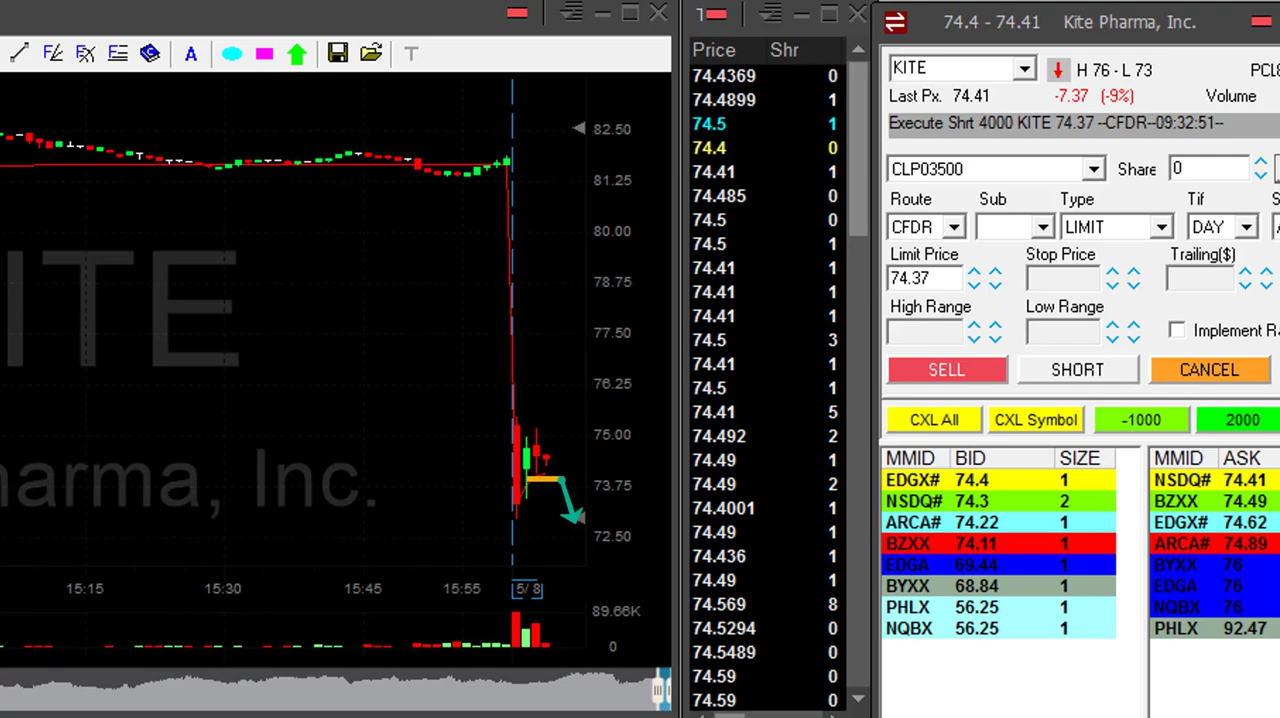 A
T
82.50
81.25
80.00
78.75
77.50
76.25
75.00
73.75
72.50
ITE
arma, Inc.
15:15
15:30
15:45
15:55
5/ 8
89.66K
0
1
Price Shr
74.4369 0
74.4899 1
74.5 1
74.4 0
74.41 1
74.485 0
74.5 0
74.5 1
74.41 1
74.41 1
74.41 1
74.5 3
74.41 1
74.5 1
74.41 5
74.492 2
74.49 1
74.49 2
74.4001 1
74.49 1
74.436 1
74.49 1
74.569 8
74.5294 0
74.5489 0
74.59 0
74.59 0
74.4 - 74.41 Kite Pharma, Inc.
KITE H 76 - L 73 PCL8
Last Px. 74.41 -7.37 (-9%) Volume
Execute Shrt 4000 KITE 74.37 --CFDR--09:32:51--
CLP03500 Share 0
Route Sub Type Tif S
CFDR LIMIT DAY
Limit Price Stop Price Trailing($)
74.37
High Range Low Range
Implement Ra
SELL SHORT CANCEL
CXL All CXL Symbol -1000 2000
MMID BID SIZE
EDGX# 74.4 1
NSDQ# 74.3 2
ARCA# 74.22 1
BZXX 74.11 1
EDGA 69.44 1
BYXX 68.84 1
PHLX 56.25 1
NQBX 56.25 1
MMID ASK
NSDQ# 74.41
BZXX 74.49
EDGX# 74.62
ARCA# 74.89
BYXX 76
EDGA 76
NQBX 76
PHLX 92.47